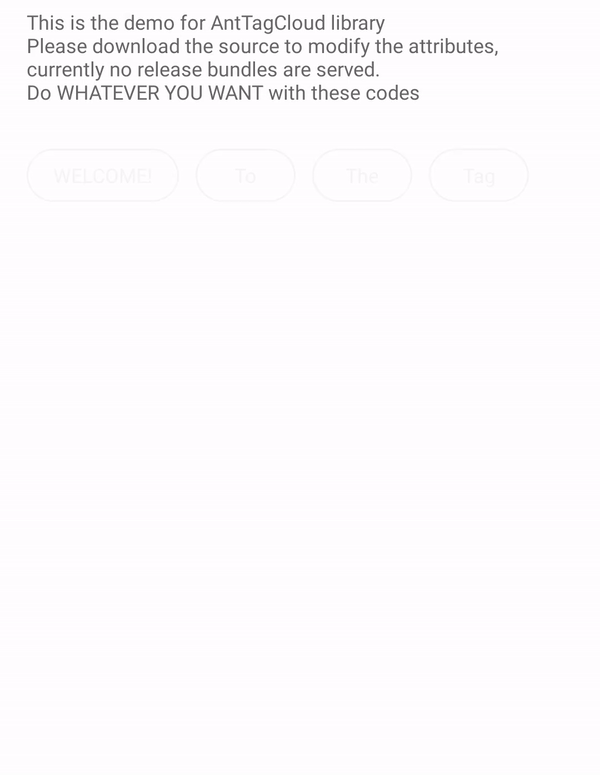 This is the demo for AntTagCloud library
Please download the source to modify the attributes,
currently no release bundles are served.
Do WHATEVER YOU WANT with these codes
WELCOME! To The Tag